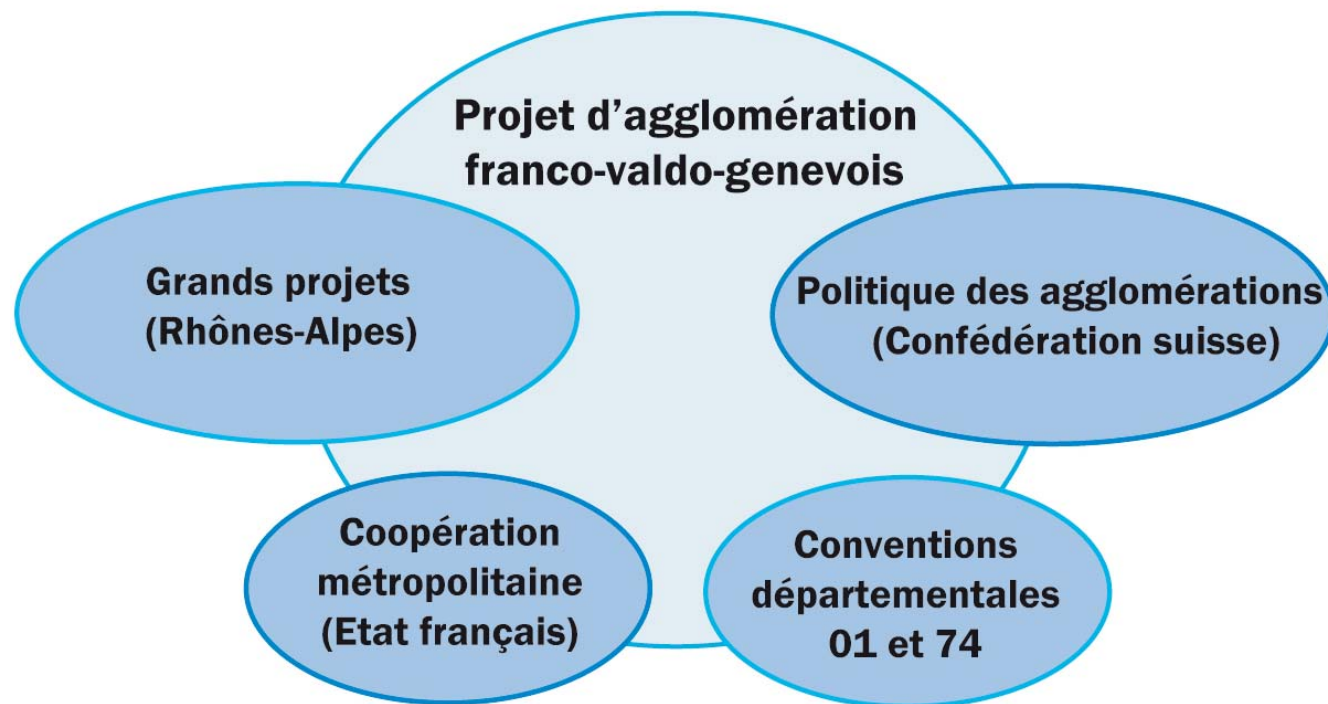 Projet d’agglomération
franco-valdo-genevois
Grands projets
(Rhônes-Alpes)
Politique des agglomérations
(Confédération suisse)
Coopération
métropolitaine
(Etat français)
Conventions
départementales
01 et 74